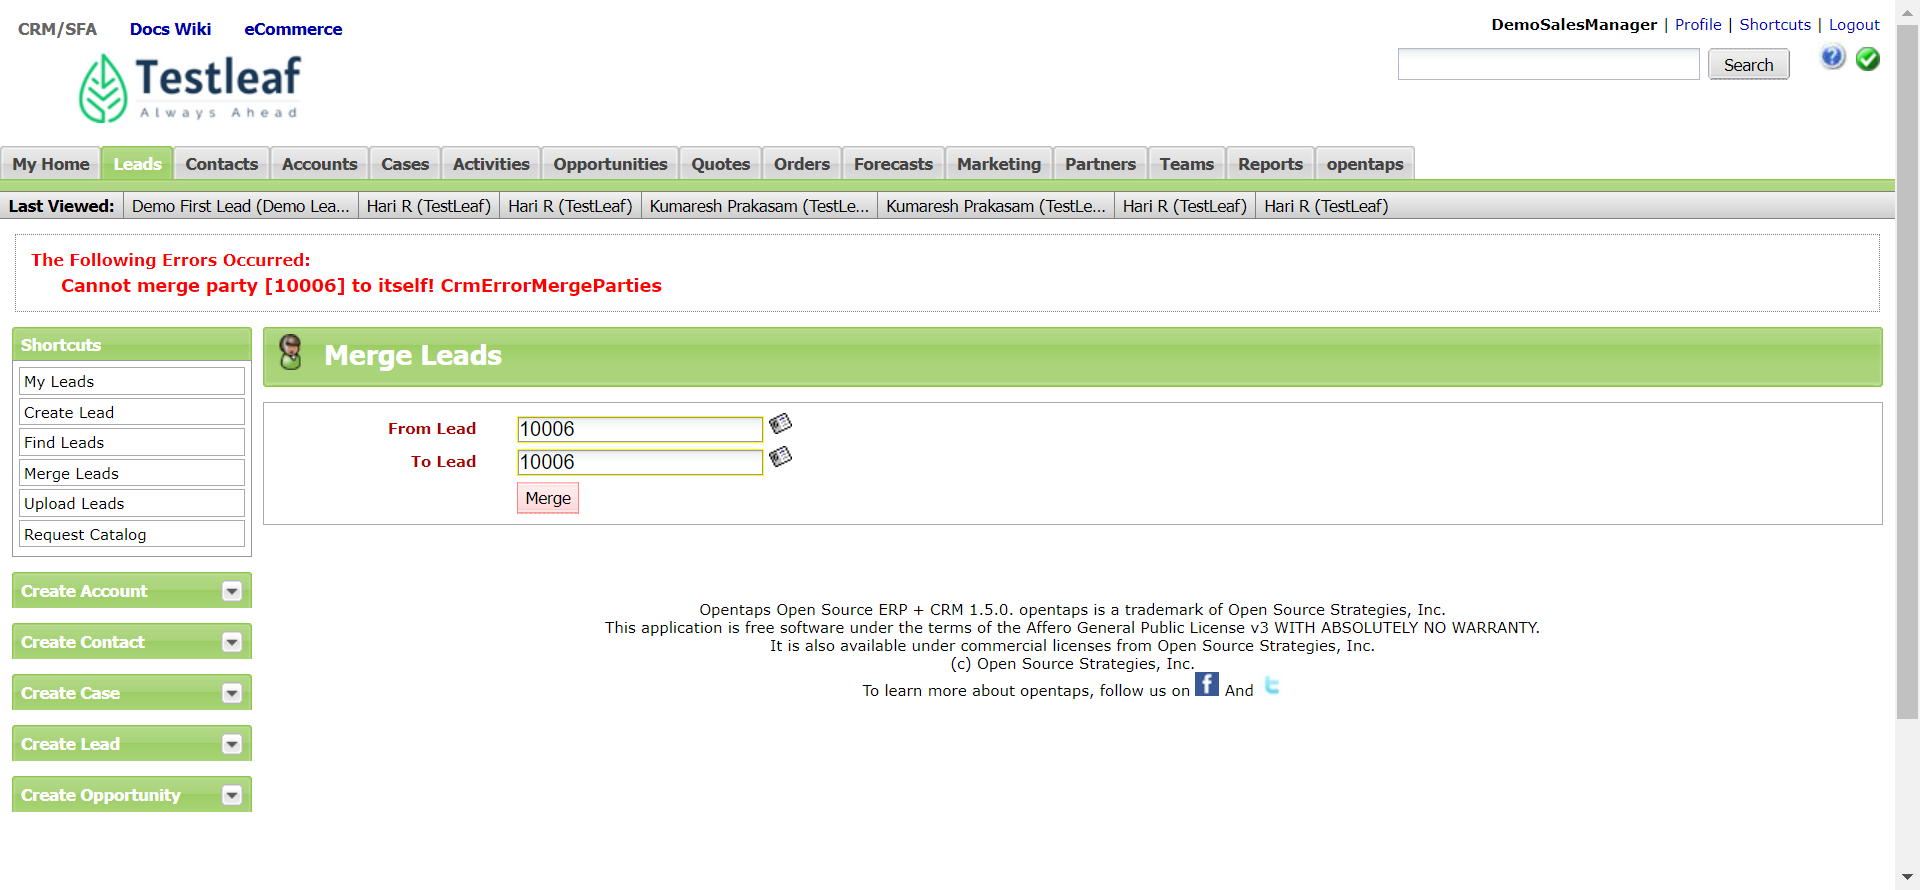 CRM/SFA Docs Wiki eCommerce
DemoSalesManager | Profile | Shortcuts | Logout
Testleaf
Always Ahead
Search
My Home Leads Contacts Accounts Cases Activities Opportunities Quotes Orders Forecasts Marketing Partners Teams Reports opentaps
Last Viewed: Demo First Lead (Demo Lea... Hari R (TestLeaf) Hari R (TestLeaf) Kumaresh Prakasam (TestLe... Kumaresh Prakasam (TestLe... Hari R (TestLeaf) Hari R (TestLeaf)
The Following Errors Occurred:
Cannot merge party [10006] to itself! CrmErrorMergeParties
Shortcuts
My Leads
Create Lead
Find Leads
Merge Leads
Upload Leads
Request Catalog
Create Account
Create Contact
Create Case
Create Lead
Create Opportunity
Merge Leads
From Lead 10006
To Lead 10006
Merge
Opentaps Open Source ERP + CRM 1.5.0. opentaps is a trademark of Open Source Strategies, Inc.
This application is free software under the terms of the Affero General Public License v3 WITH ABSOLUTELY NO WARRANTY.
It is also available under commercial licenses from Open Source Strategies, Inc.
(c) Open Source Strategies, Inc.
To learn more about opentaps, follow us on f And t